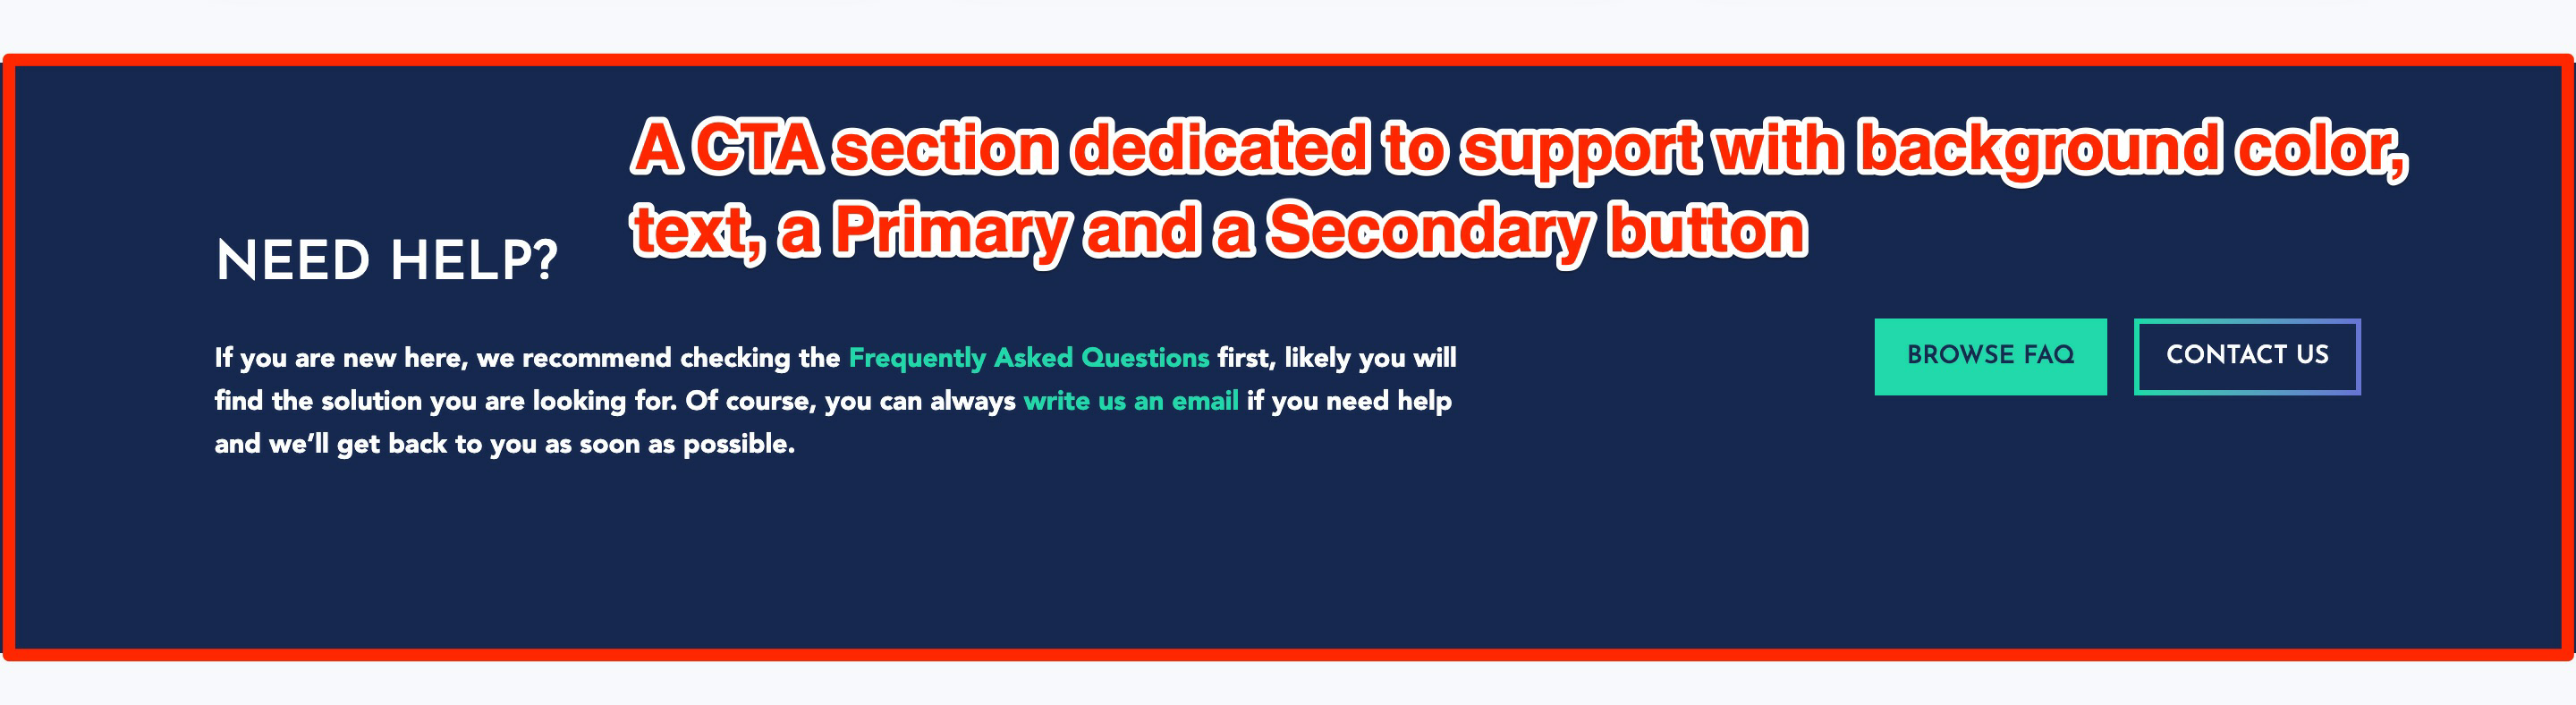 A CTA section dedicated to support with background color,
text, a Primary and a Secondary button
NEED HELP?
If you are new here, we recommend checking the Frequently Asked Questions first, likely you will
find the solution you are looking for. Of course, you can always write us an email if you need help
and we’ll get back to you as soon as possible.
BROWSE FAQ
CONTACT US